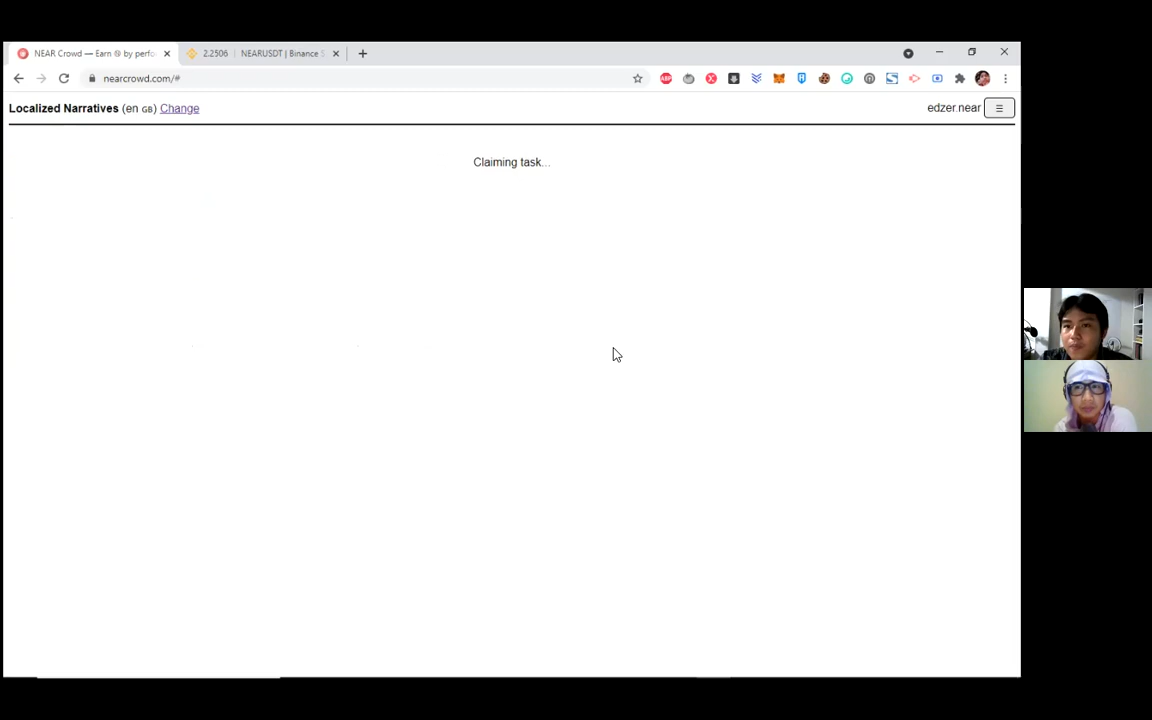 NEAR Crowd — Earn Ⓝ by perfo
2.2506 | NEARUSDT | Binance S
nearcrowd.com/#
ABP
Localized Narratives (en GB) Change
edzer.near
Claiming task...